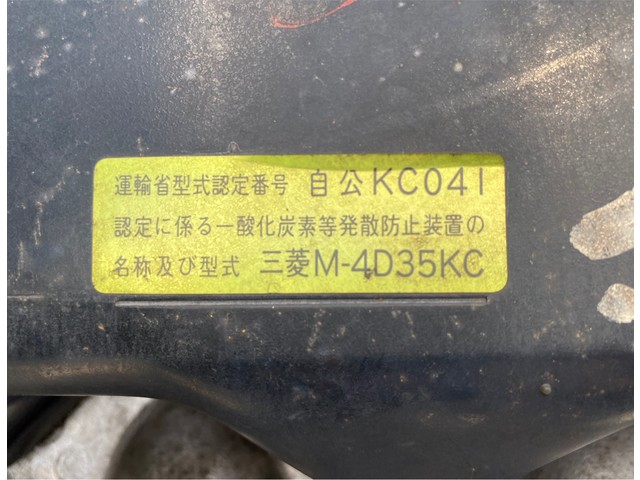 運輸省型式認定番号 自公KC041
認定に係る一酸化炭素等発散防止装置の
名称及び型式 三菱M-4D35KC